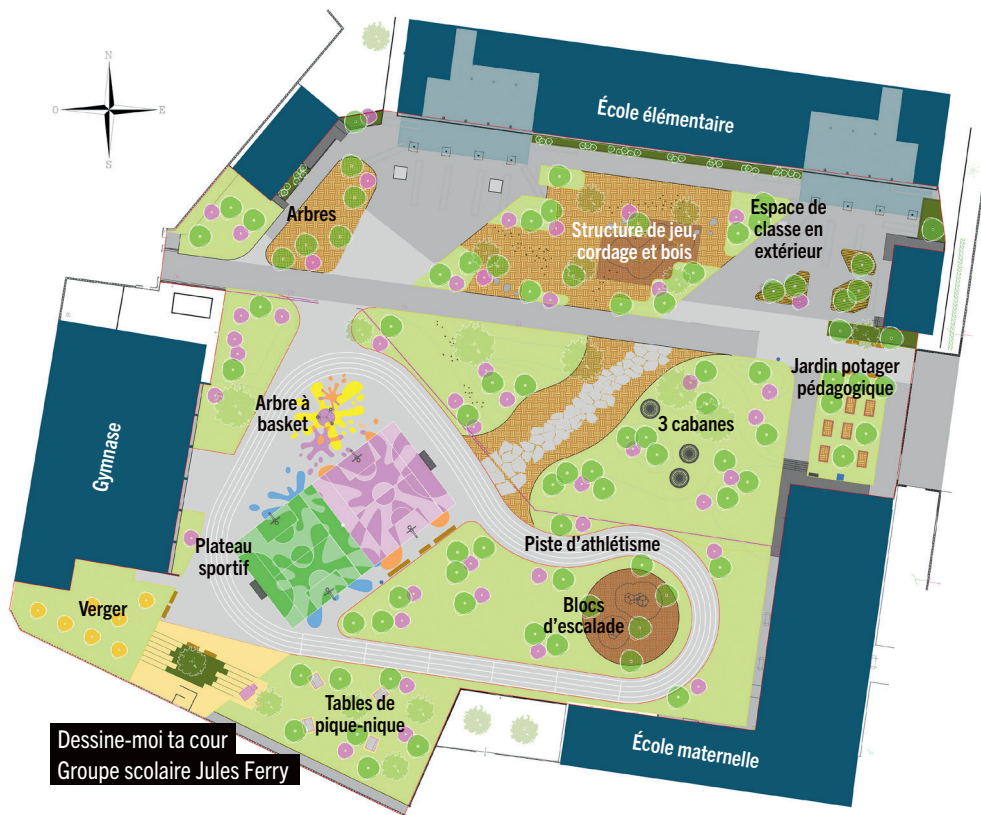 N
O
E
S
École élémentaire
Arbres
Structure de jeu,
cordage et bois
Espace de
classe en
extérieur
Jardin potager
pédagogique
Arbre à
basket
3 cabanes
Gymnase
Plateau
sportif
Piste d'athlétisme
Verger
Blocs
d'escalade
Tables de
pique-nique
École maternelle
Dessine-moi ta cour
Groupe scolaire Jules Ferry